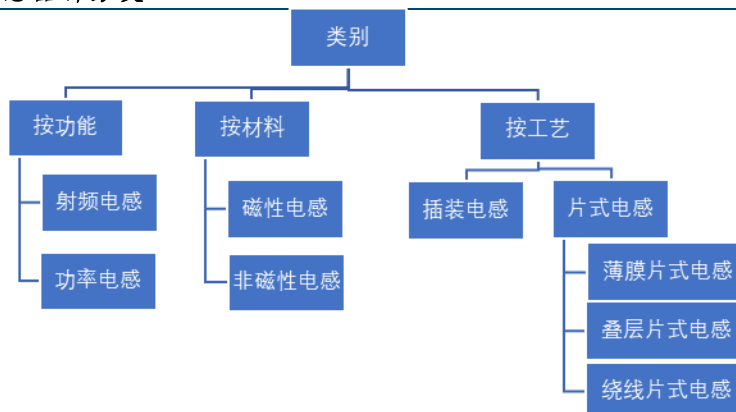 类别
按功能
按材料
按工艺
射频电感
磁性电感
插装电感
片式电感
功率电感
非磁性电感
薄膜片式电感
叠层片式电感
绕线片式电感